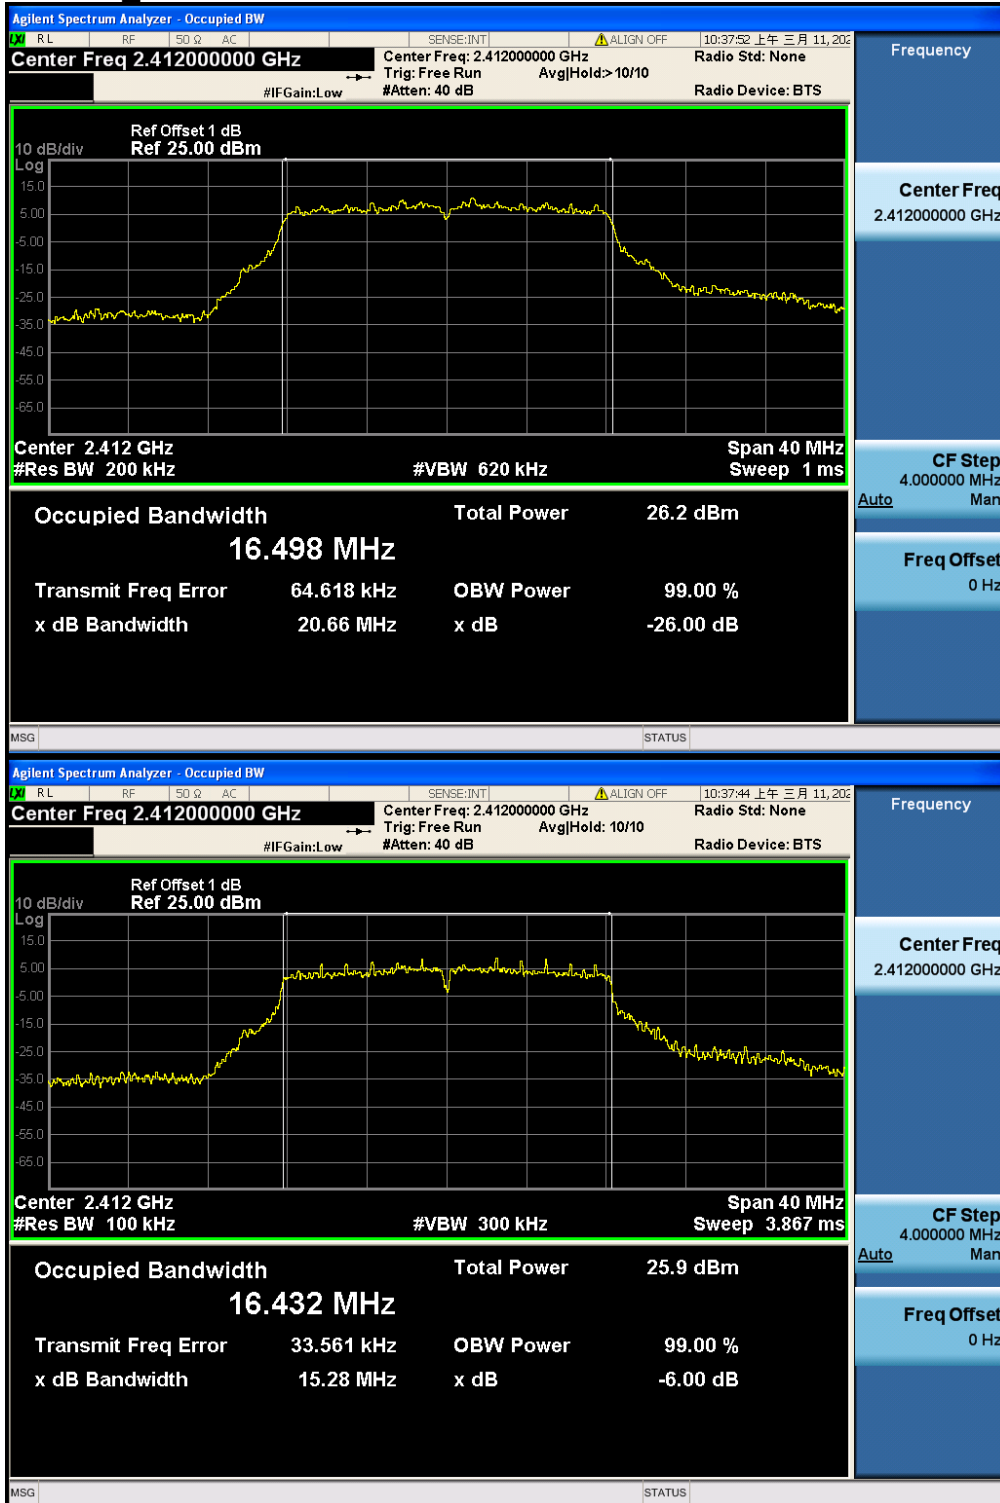 Agilent Spectrum Analyzer - Occupied BW
LXI RL RF 50 Ω AC SENSE:INT ALIGN OFF 10:37:52 上午 三月 11, 202
Center Freq 2.412000000 GHz
Center Freq: 2.412000000 GHz
Radio Std: None
Trig: Free Run Avg|Hold:>10/10
#IFGain:Low #Atten: 40 dB
Radio Device: BTS
Ref Offset 1 dB
10 dB/div Ref 25.00 dBm
Log
15.0
5.00
-5.00
-15.0
-25.0
-35.0
-45.0
-55.0
-65.0
Center 2.412 GHz Span 40 MHz
#Res BW 200 kHz #VBW 620 kHz Sweep 1 ms
Occupied Bandwidth Total Power 26.2 dBm
16.498 MHz
Transmit Freq Error 64.618 kHz OBW Power 99.00 %
x dB Bandwidth 20.66 MHz x dB -26.00 dB
MSG STATUS
Frequency
Center Freq
2.412000000 GHz
CF Step
4.000000 MHz
Auto Man
Freq Offset
0 Hz
Agilent Spectrum Analyzer - Occupied BW
LXI RL RF 50 Ω AC SENSE:INT ALIGN OFF 10:37:44 上午 三月 11, 202
Center Freq 2.412000000 GHz
Center Freq: 2.412000000 GHz
Radio Std: None
Trig: Free Run Avg|Hold: 10/10
#IFGain:Low #Atten: 40 dB
Radio Device: BTS
Ref Offset 1 dB
10 dB/div Ref 25.00 dBm
Log
15.0
5.00
-5.00
-15.0
-25.0
-35.0
-45.0
-55.0
-65.0
Center 2.412 GHz Span 40 MHz
#Res BW 100 kHz #VBW 300 kHz Sweep 3.867 ms
Occupied Bandwidth Total Power 25.9 dBm
16.432 MHz
Transmit Freq Error 33.561 kHz OBW Power 99.00 %
x dB Bandwidth 15.28 MHz x dB -6.00 dB
MSG STATUS
Frequency
Center Freq
2.412000000 GHz
CF Step
4.000000 MHz
Auto Man
Freq Offset
0 Hz